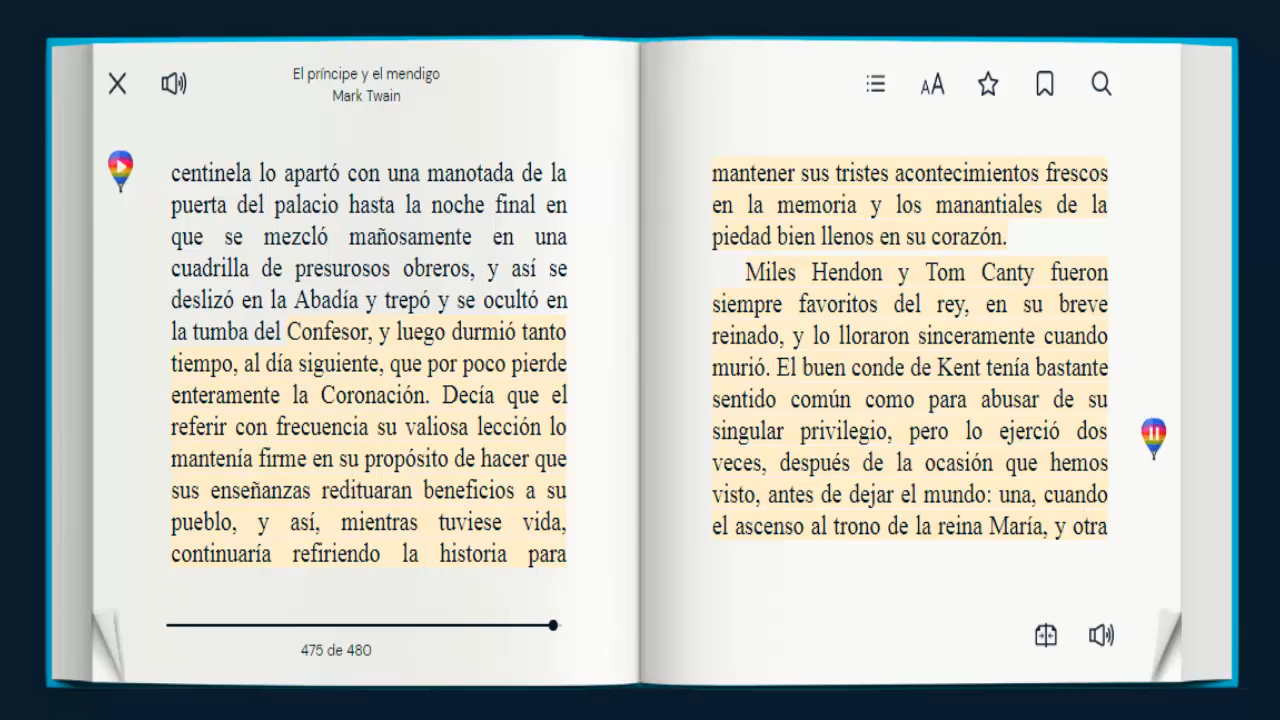 El príncipe y el mendigo
Mark Twain
AA
centinela lo apartó con una manotada de la
puerta del palacio hasta la noche final en
que se mezcló mañosamente en una
cuadrilla de presurosos obreros, y así se
deslizó en la Abadía y trepó y se ocultó en
la tumba del Confesor, y luego durmió tanto
tiempo, al día siguiente, que por poco pierde
enteramente la Coronación. Decía que el
referir con frecuencia su valiosa lección lo
mantenía firme en su propósito de hacer que
sus enseñanzas redituaran beneficios a su
pueblo, y así, mientras tuviese vida,
continuaría refiriendo la historia para
475 de 480
mantener sus tristes acontecimientos frescos
en la memoria y los manantiales de la
piedad bien llenos en su corazón.
Miles Hendon y Tom Canty fueron
siempre favoritos del rey, en su breve
reinado, y lo lloraron sinceramente cuando
murió. El buen conde de Kent tenía bastante
sentido común como para abusar de su
singular privilegio, pero lo ejerció dos
veces, después de la ocasión que hemos
visto, antes de dejar el mundo: una, cuando
el ascenso al trono de la reina María, y otra